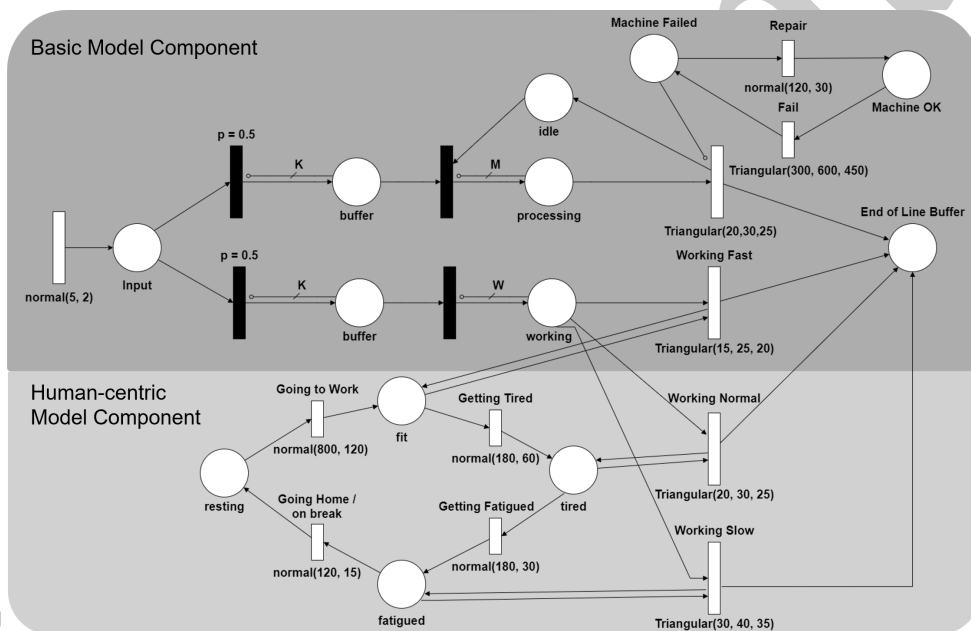 Machine Failed
Repair
Basic Model Component
normal(120, 30)
Machine OK
Fail
idle
p = 0.5
K
M
Triangular(300, 600, 450)
buffer
processing
End of Line Buffer
Triangular(20,30,25)
Working Fast
p = 0.5
Input
normal(5, 2)
K
W
buffer
working
Triangular(15, 25, 20)
Human-centric
Model Component
Going to Work
Getting Tired
Working Normal
fit
normal(800, 120)
normal(180, 60)
resting
tired
Triangular(20, 30, 25)
Going Home /
on break
Getting Fatigued
Working Slow
normal(120, 15)
normal(180, 30)
fatigued
Triangular(30, 40, 35)